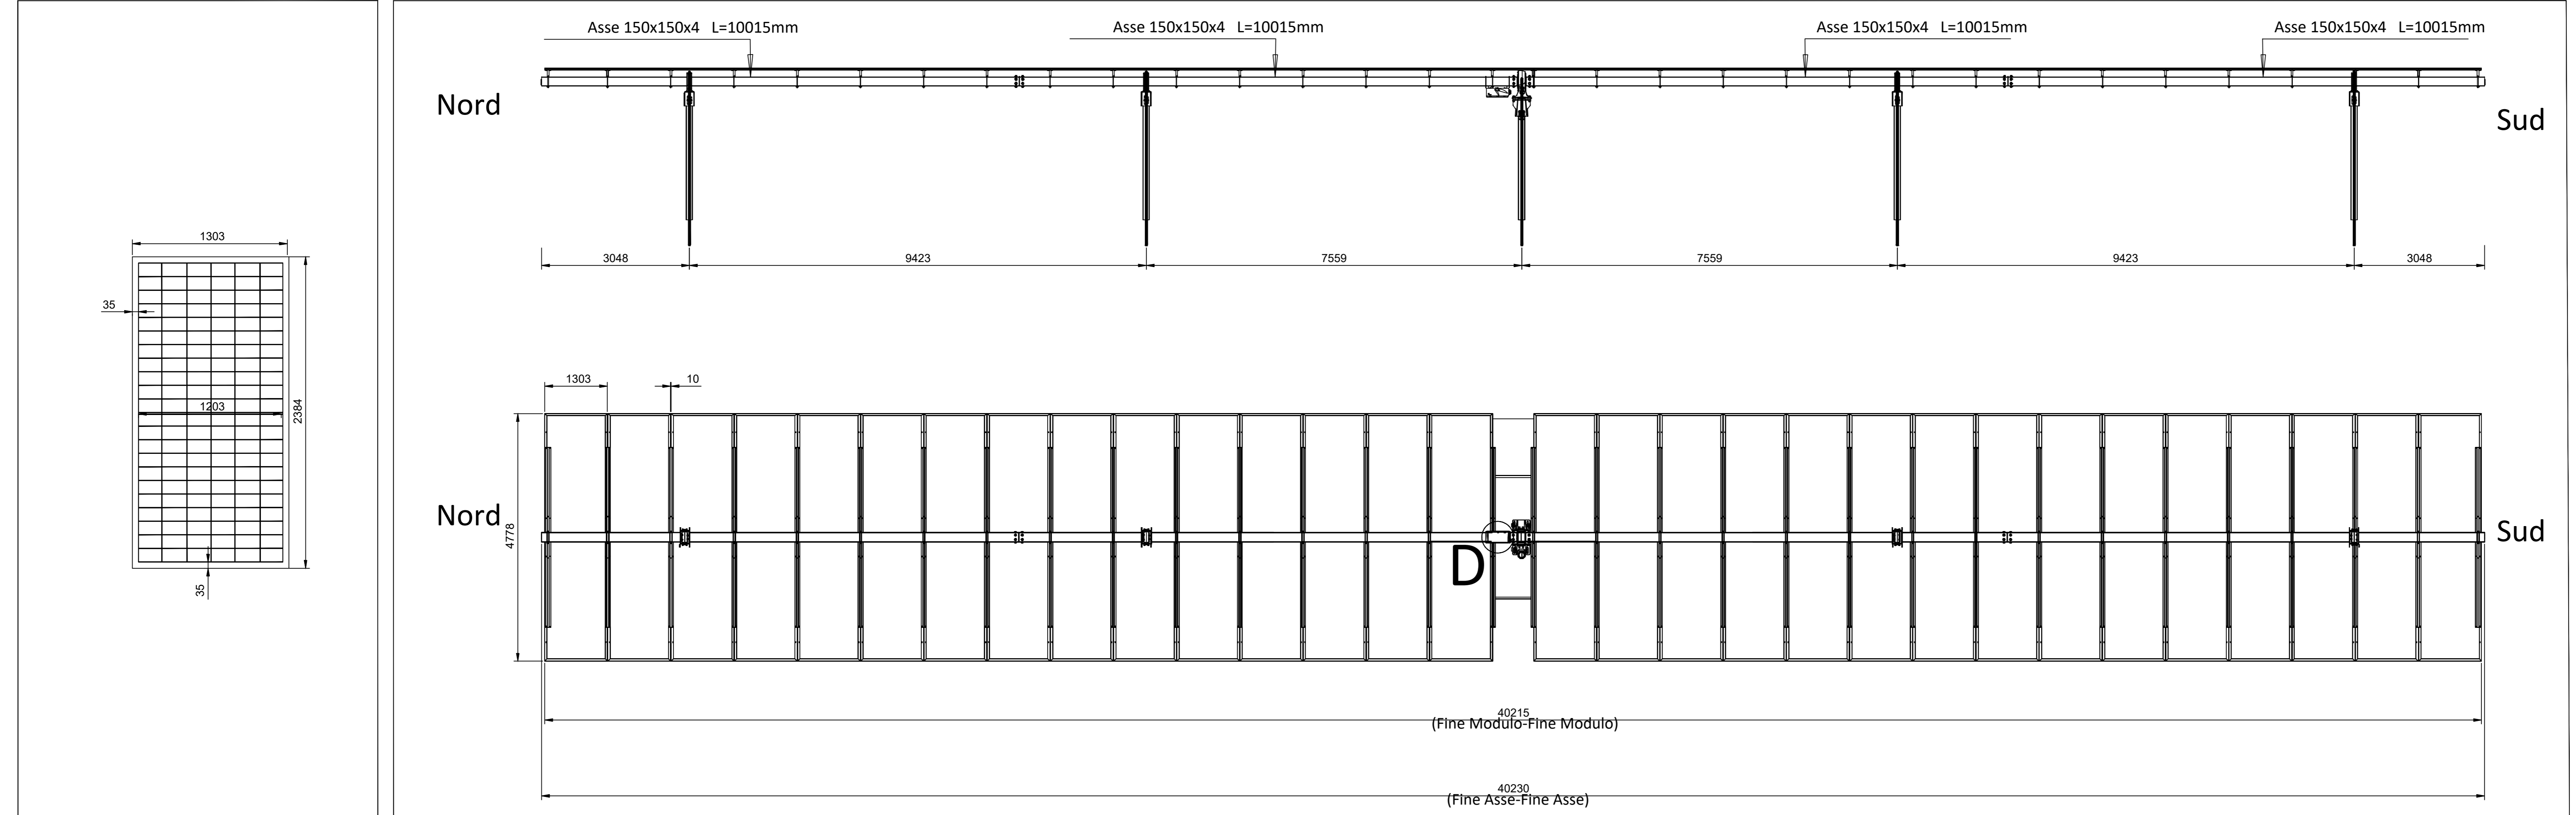 Asse 150x150x4 L=10015mm
Asse 150x150x4 L=10015mm
Asse 150x150x4 L=10015mm
Asse 150x150x4 L=10015mm
Nord
Sud
3048
9423
7559
7559
9423
3048
1303
35
1203
2384
35
1303
10
4778
Nord
Sud
D
40215
(Fine Modulo-Fine Modulo)
40230
(Fine Asse-Fine Asse)